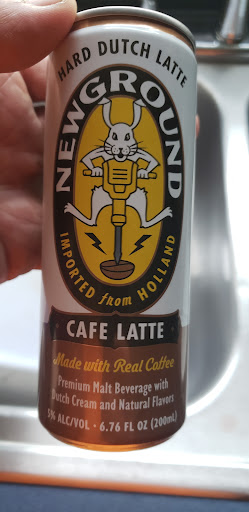 HARD DUTCH LATTE
NEWGROUND
IMPORTED from HOLLAND
CAFE LATTE
Made with Real Coffee
Premium Malt Beverage with
Dutch Cream and Natural Flavors
5% ALC/VOL • 6.76 FL OZ (200mL)